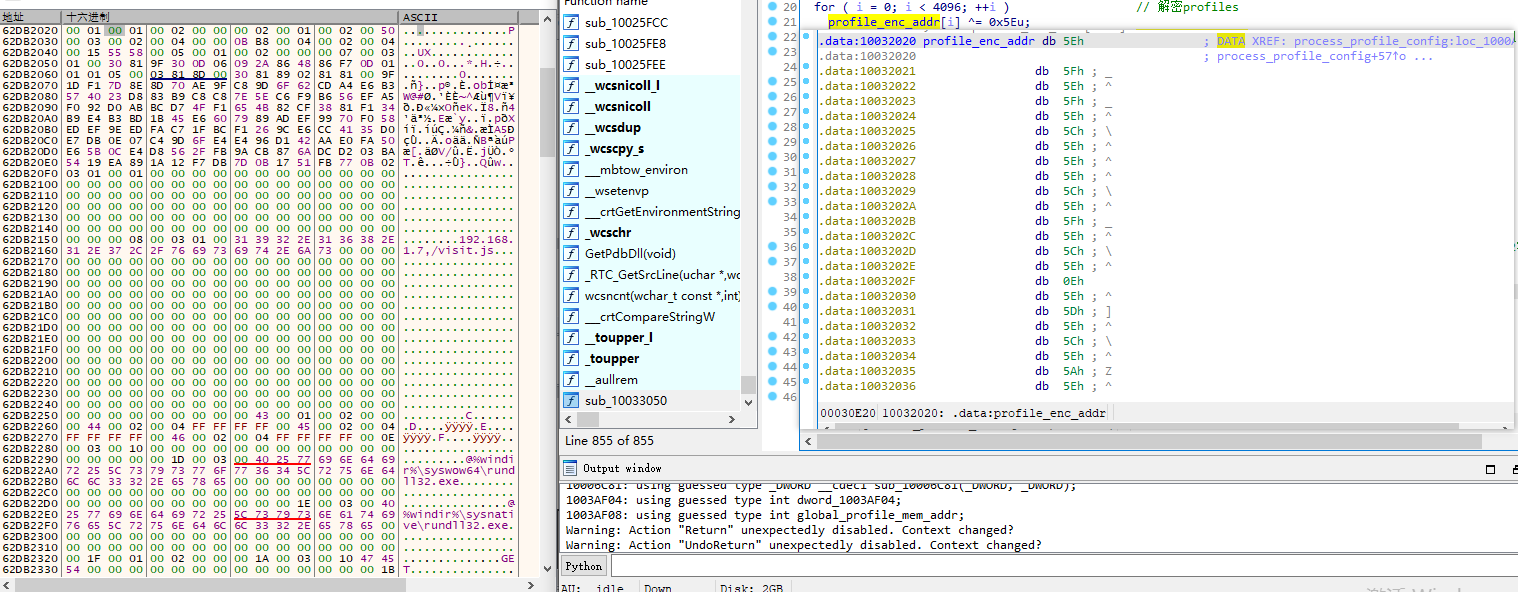 地址 十六进制 ASCII
62DB2020 00 01 00 01 00 02 00 00 00 02 00 01 00 02 00 50 ...............P
62DB2030 00 03 00 02 00 04 00 00 0B B8 00 04 00 02 00 04
62DB2040 00 15 55 58 00 05 00 01 00 02 00 00 00 07 00 03 ..UX............
62DB2050 01 00 30 81 9F 30 0D 06 09 2A 86 48 86 F7 0D 01
62DB2060 01 01 05 00 03 81 8D 00 30 81 89 02 81 81 00 9F
62DB2070 1D F1 7D 8E 8D 70 AE 9F C8 89 9D 6F 62 CD A4 E6 B3
62DB2080 57 40 23 D8 83 B9 C8 C8 7E 5E C6 F9 B6 56 EF A5
62DB2090 F0 92 D0 AB BC D7 4F F1 65 4B 82 CF 38 81 F1 34
62DB20A0 B9 E4 B3 BD 1B 45 E6 60 79 89 AD EF 99 70 F0 58
62DB20B0 ED EF 9E ED FA C7 1F BC F1 26 9C E6 CC 41 35 D0
62DB20C0 E7 DB 0E 07 C4 9D 6F E4 E4 96 D1 42 AA E0 FA 50
62DB20D0 E6 5B 0C E4 D8 56 2F FB 9A CB 87 6A DC D2 03 BA
62DB20E0 54 19 EA 89 1A 12 F7 DB 7D 0B 17 51 FB 77 0B 02
62DB20F0 03 01 00 01 00 00 00 00 00 00 00 00 00 00 00 00 ................
62DB2100 00 00 00 00 00 00 00 00 00 00 00 00 00 00 00 00 ................
62DB2110 00 00 00 00 00 00 00 00 00 00 00 00 00 00 00 00 ................
62DB2120 00 00 00 00 00 00 00 00 00 00 00 00 00 00 00 00 ................
62DB2130 00 00 00 00 00 00 00 00 00 00 00 00 00 00 00 00 ................
62DB2140 00 00 00 00 00 00 00 00 00 00 00 00 00 00 00 00 ................
62DB2150 00 00 00 08 00 03 01 00 31 39 32 2E 31 36 38 2E ........192.168.
62DB2160 31 2E 37 2C 2F 76 69 73 69 74 2E 6A 73 00 00 00 1.7,/visit.js...
62DB2170 00 00 00 00 00 00 00 00 00 00 00 00 00 00 00 00 ................
62DB2180 00 00 00 00 00 00 00 00 00 00 00 00 00 00 00 00 ................
62DB2190 00 00 00 00 00 00 00 00 00 00 00 00 00 00 00 00 ................
62DB21A0 00 00 00 00 00 00 00 00 00 00 00 00 00 00 00 00 ................
62DB21B0 00 00 00 00 00 00 00 00 00 00 00 00 00 00 00 00 ................
62DB21C0 00 00 00 00 00 00 00 00 00 00 00 00 00 00 00 00 ................
62DB21D0 00 00 00 00 00 00 00 00 00 00 00 00 00 00 00 00 ................
62DB21E0 00 00 00 00 00 00 00 00 00 00 00 00 00 00 00 00 ................
62DB21F0 00 00 00 00 00 00 00 00 00 00 00 00 00 00 00 00 ................
62DB2200 00 00 00 00 00 00 00 00 00 00 00 00 00 00 00 00 ................
62DB2210 00 00 00 00 00 00 00 00 00 00 00 00 00 00 00 00 ................
62DB2220 00 00 00 00 00 00 00 00 00 00 00 00 00 00 00 00 ................
62DB2230 00 00 00 00 00 00 00 00 00 00 00 00 00 00 00 00 ................
62DB2240 00 00 00 00 00 00 00 00 00 00 00 00 00 00 00 00 ................
62DB2250 00 00 00 00 00 00 00 00 00 43 00 01 00 02 00 00 .........C......
62DB2260 00 44 00 02 00 04 FF FF FF FF 00 45 00 02 00 04 .D....ÿÿÿÿ.E....
62DB2270 FF FF FF FF 00 46 00 02 00 04 FF FF FF FF 00 0E ÿÿÿÿ.F....ÿÿÿÿ..
62DB2280 00 03 00 10 00 00 00 00 00 00 00 00 00 00 00 00 ................
62DB2290 00 00 00 00 00 1D 00 03 00 40 25 77 69 6E 64 69 .........@%windi
62DB22A0 72 25 5C 73 79 73 77 6F 77 36 34 5C 72 75 6E 64 r%\syswow64\rund
62DB22B0 6C 6C 33 32 2E 65 78 65 00 00 00 00 00 00 00 00 ll32.exe........
62DB22C0 00 00 00 00 00 00 00 00 00 00 00 00 00 00 00 00 ................
62DB22D0 00 00 00 00 00 00 00 00 00 00 00 1E 00 03 00 40 ...............@
62DB22E0 25 77 69 6E 64 69 72 25 5C 73 79 73 6E 61 74 69 %windir%\sysnati
62DB22F0 76 65 5C 72 75 6E 64 6C 6C 33 32 2E 65 78 65 00 ve\rundll32.exe.
62DB2300 00 00 00 00 00 00 00 00 00 00 00 00 00 00 00 00 ................
62DB2310 00 00 00 00 00 00 00 00 00 00 00 00 00 00 00 00 ................
62DB2320 00 1F 00 01 00 02 00 00 00 1A 00 03 00 10 47 45 ..............GE
62DB2330 54 00 00 00 00 00 00 00 00 00 00 00 00 00 00 1B T...............
Function name
sub_10025FCC
sub_10025FE8
sub_10025FEE
__wcsnicoll_l
__wcsnicoll
__wcsdup
_wcscpy_s
__mbtow_environ
__wsetenvp
___crtGetEnvironmentString
_wcschr
GetPdbDll(void)
_RTC_GetSrcLine(uchar *,wc
wcsncnt(wchar_t const *,int)
___crtCompareStringW
__toupper_l
_toupper
__aullrem
sub_10033050
Line 855 of 855
20 for ( i = 0; i < 4096; ++i ) // 解密profiles
21 profile_enc_addr[i] ^= 0x5Eu;
22
23
24
25
26
27
28
29
30
31
32
33
34
35
36
37
38
39
40
41
42
43
44
45
46
.data:10032020 profile_enc_addr db 5Eh ; DATA XREF: process_profile_config:loc_1000
.data:10032020 ; process_profile_config+57↑o ...
.data:10032021 db 5Fh ; _
.data:10032022 db 5Eh ; ^
.data:10032023 db 5Fh ; _
.data:10032024 db 5Eh ; ^
.data:10032025 db 5Ch ; \
.data:10032026 db 5Eh ; ^
.data:10032027 db 5Eh ; ^
.data:10032028 db 5Eh ; ^
.data:10032029 db 5Ch ; \
.data:1003202A db 5Eh ; ^
.data:1003202B db 5Fh ; _
.data:1003202C db 5Eh ; ^
.data:1003202D db 5Ch ; \
.data:1003202E db 5Eh ; ^
.data:1003202F db 0Eh
.data:10032030 db 5Eh ; ^
.data:10032031 db 5Dh ; ]
.data:10032032 db 5Eh ; ^
.data:10032033 db 5Ch ; \
.data:10032034 db 5Eh ; ^
.data:10032035 db 5Ah ; Z
.data:10032036 db 5Eh ; ^
00030E20 10032020: .data:profile_enc_addr
Output window
10006C81: using guessed type _DWORD __cdecl sub_10006C81(_DWORD, _DWORD);
1003AF04: using guessed type int dword_1003AF04;
1003AF08: using guessed type int global_profile_mem_addr;
Warning: Action "Return" unexpectedly disabled. Context changed?
Warning: Action "UndoReturn" unexpectedly disabled. Context changed?
Python
AU: idle Down Disk: 2GB